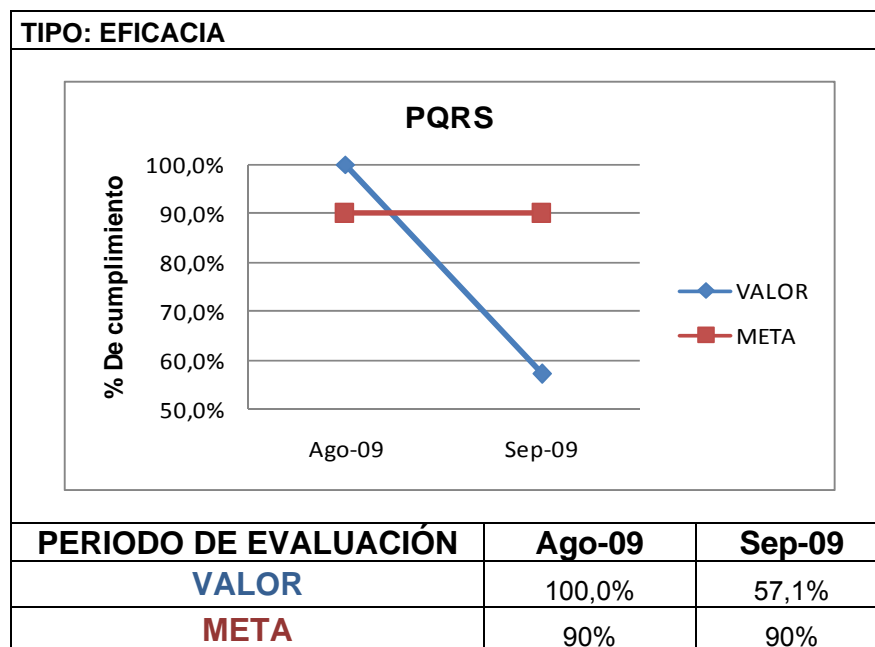 TIPO: EFICACIA
PQRS
% De cumplimiento
100,0%
90,0%
80,0%
70,0%
60,0%
50,0%
Ago-09 Sep-09
VALOR
META
PERIODO DE EVALUACIÓN Ago-09 Sep-09
VALOR 100,0% 57,1%
META 90% 90%